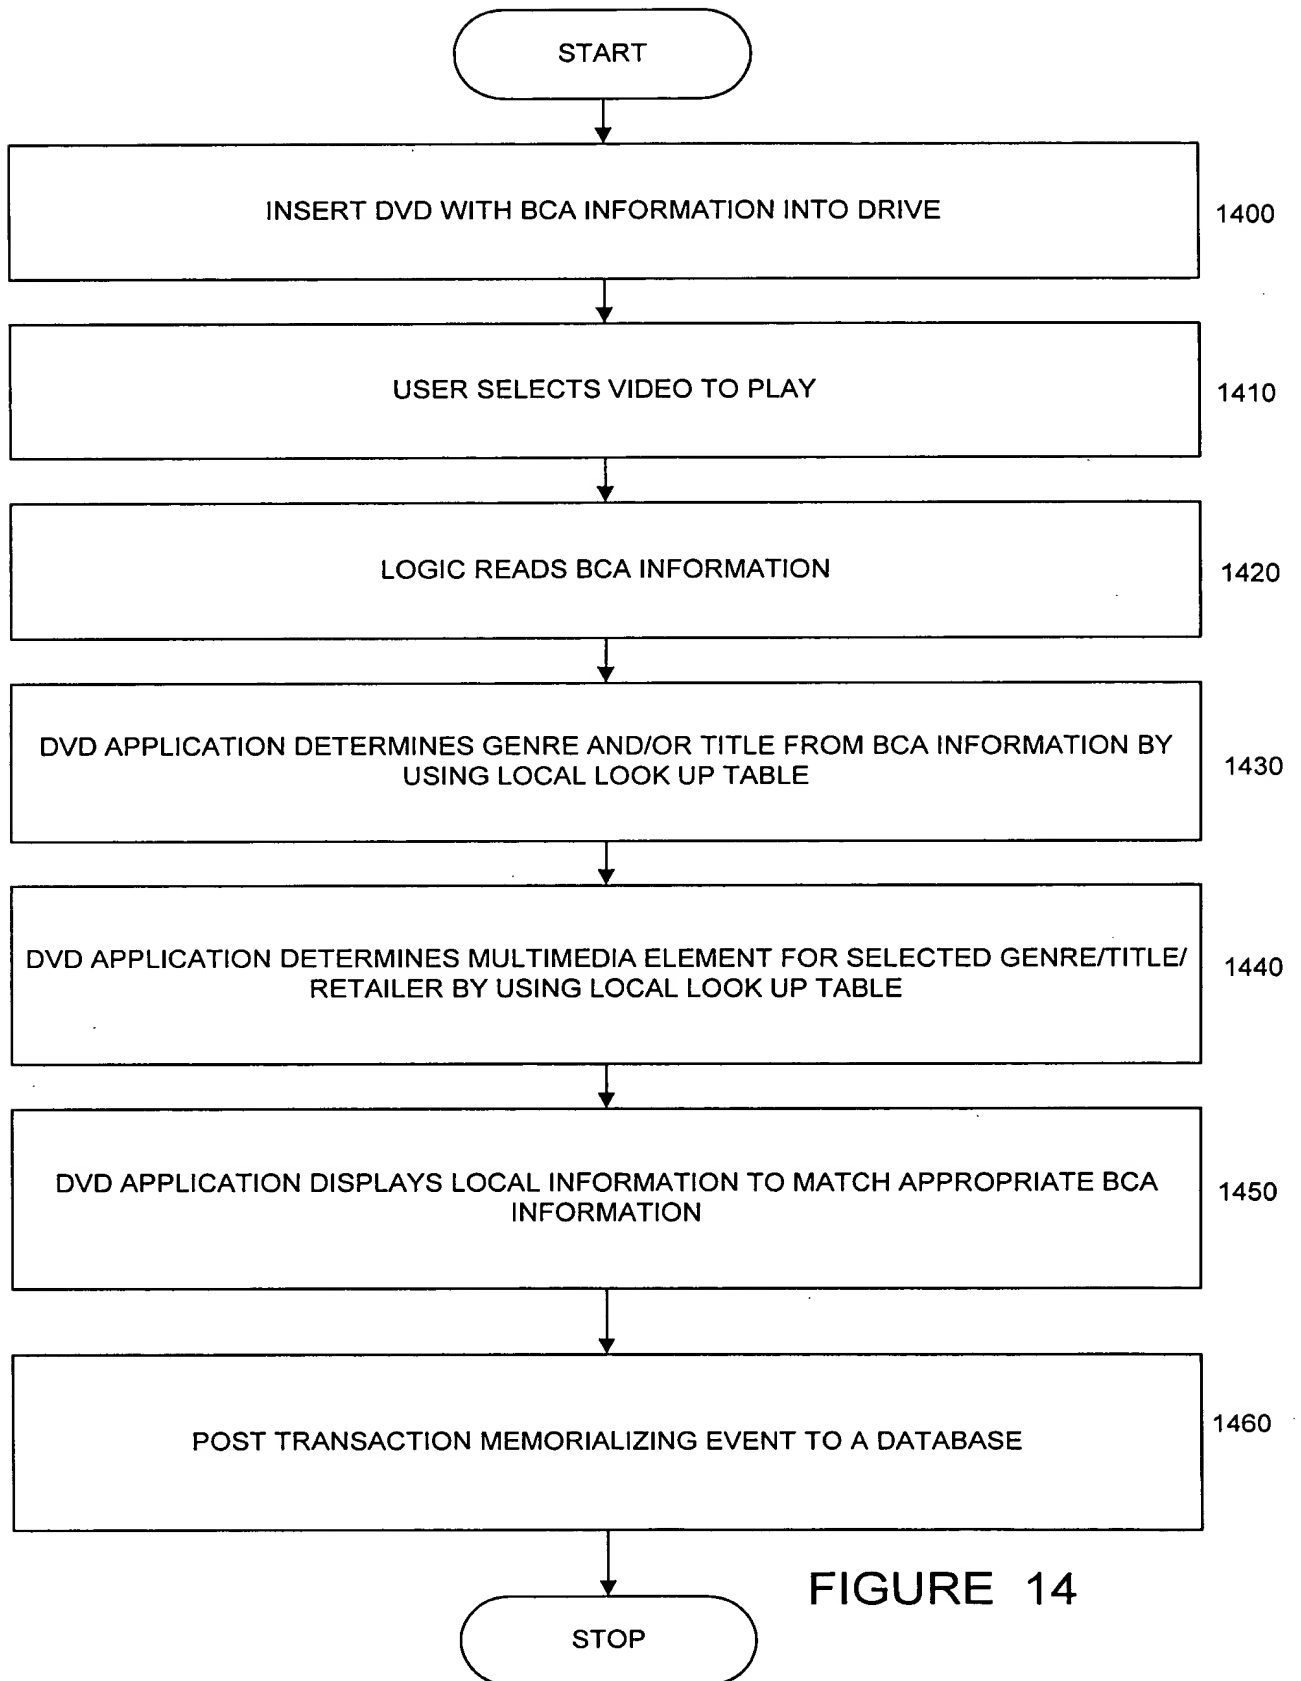 START
INSERT DVD WITH BCA INFORMATION INTO DRIVE
1400
USER SELECTS VIDEO TO PLAY
1410
LOGIC READS BCA INFORMATION
1420
DVD APPLICATION DETERMINES GENRE AND/OR TITLE FROM BCA INFORMATION BY
USING LOCAL LOOK UP TABLE
1430
DVD APPLICATION DETERMINES MULTIMEDIA ELEMENT FOR SELECTED GENRE/TITLE/
RETAILER BY USING LOCAL LOOK UP TABLE
1440
DVD APPLICATION DISPLAYS LOCAL INFORMATION TO MATCH APPROPRIATE BCA
INFORMATION
1450
POST TRANSACTION MEMORIALIZING EVENT TO A DATABASE
1460
FIGURE 14
STOP